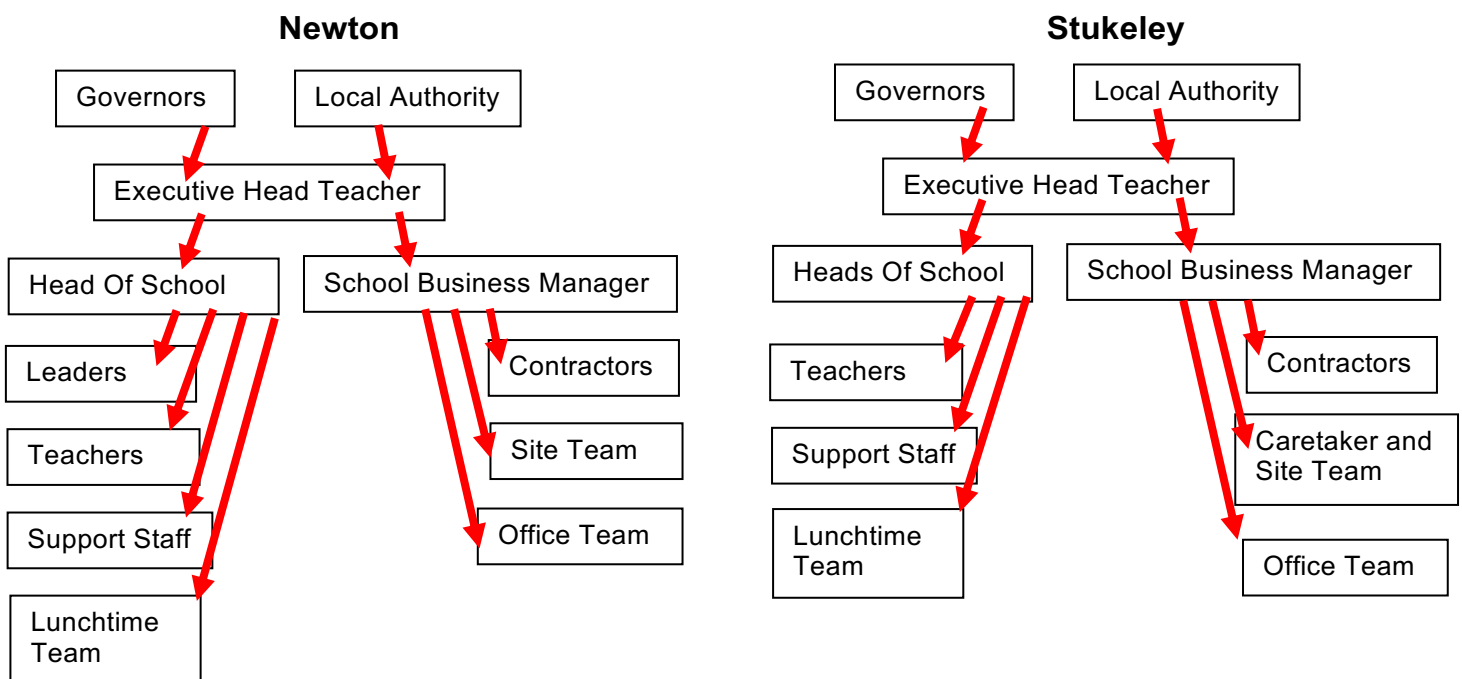 Newton
Governors
Local Authority
Executive Head Teacher
Head Of School
School Business Manager
Leaders
Contractors
Teachers
Site Team
Support Staff
Office Team
Lunchtime
Team
Stukeley
Governors
Local Authority
Executive Head Teacher
Heads Of School
School Business Manager
Teachers
Contractors
Support Staff
Caretaker and
Site Team
Lunchtime
Team
Office Team